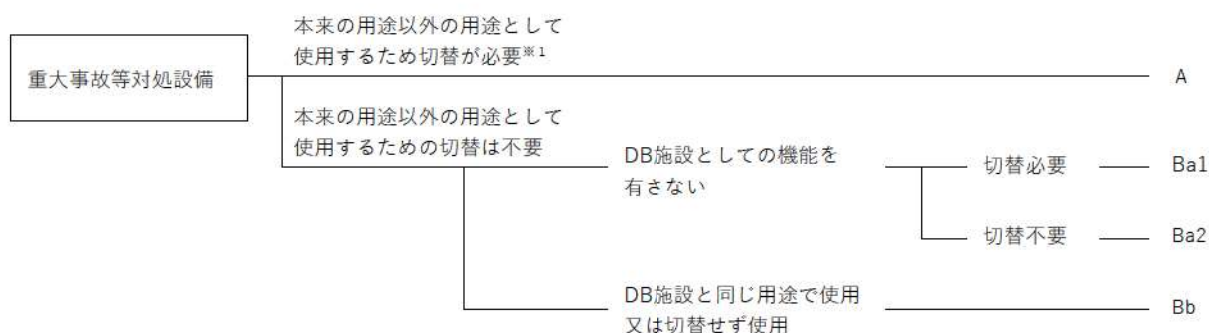 本来の用途以外の用途として
使用するため切替が必要※1
重大事故等対処設備
A
本来の用途以外の用途として
使用するための切替は不要
DB施設としての機能を
有さない
切替必要
Ba1
切替不要
Ba2
DB施設と同じ用途で使用
又は切替せず使用
Bb